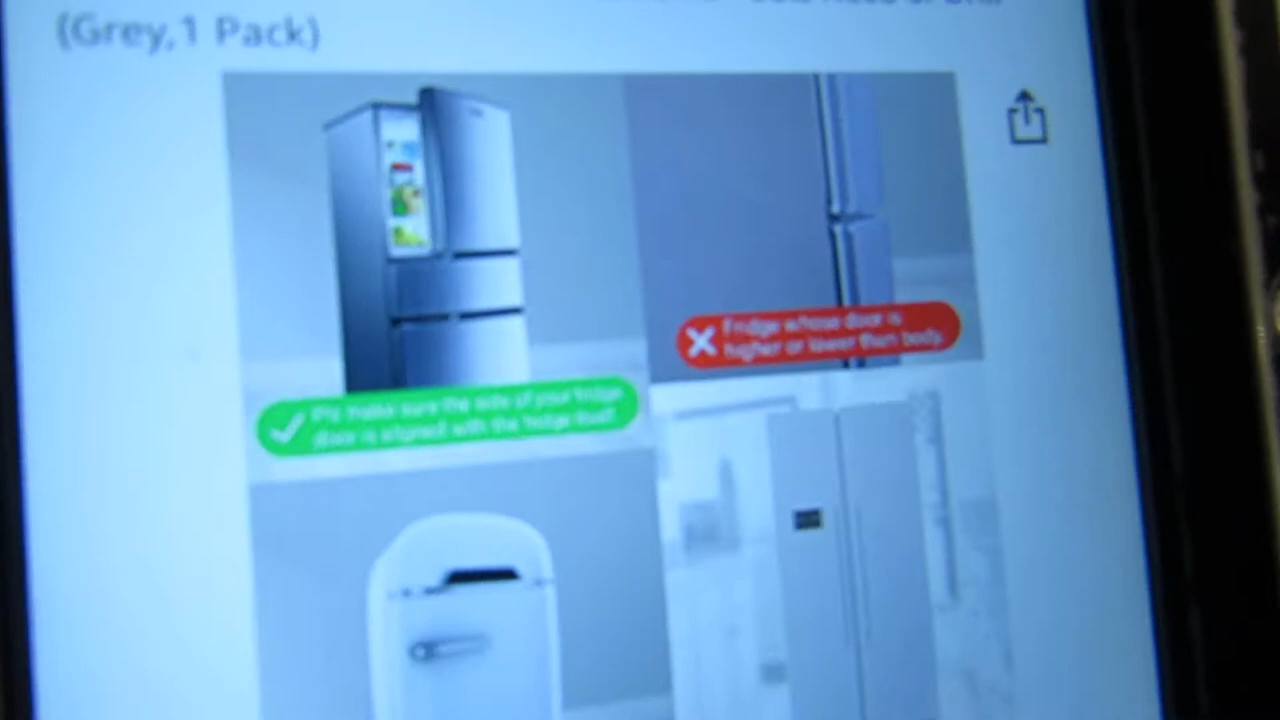 (Grey,1 Pack)
Fridge whose door is
higher or lower than body.
Pls make sure the side of your fridge
door is aligned with the fridge